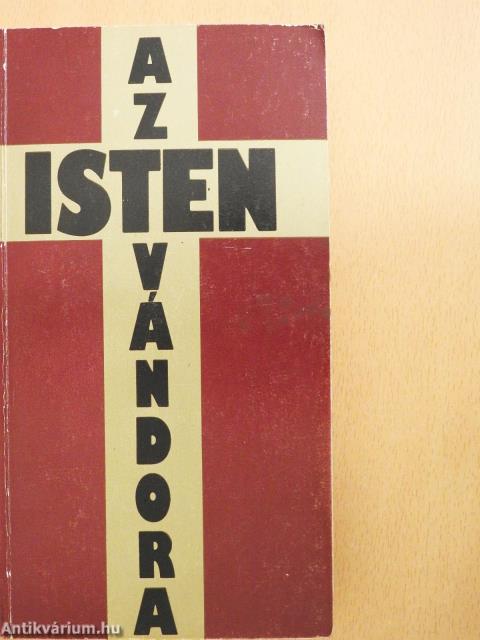 AZ
ISTEN
VÁNDORA
Antikvárium.hu